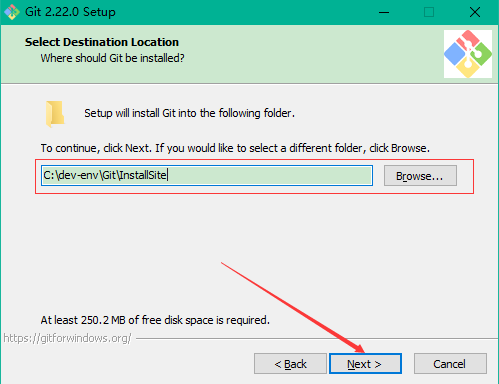 Git 2.22.0 Setup
Select Destination Location
Where should Git be installed?
Setup will install Git into the following folder.
To continue, click Next. If you would like to select a different folder, click Browse.
C:\dev-env\Git\InstallSite
Browse...
At least 250.2 MB of free disk space is required.
https://gitforwindows.org/
< Back
Next >
Cancel